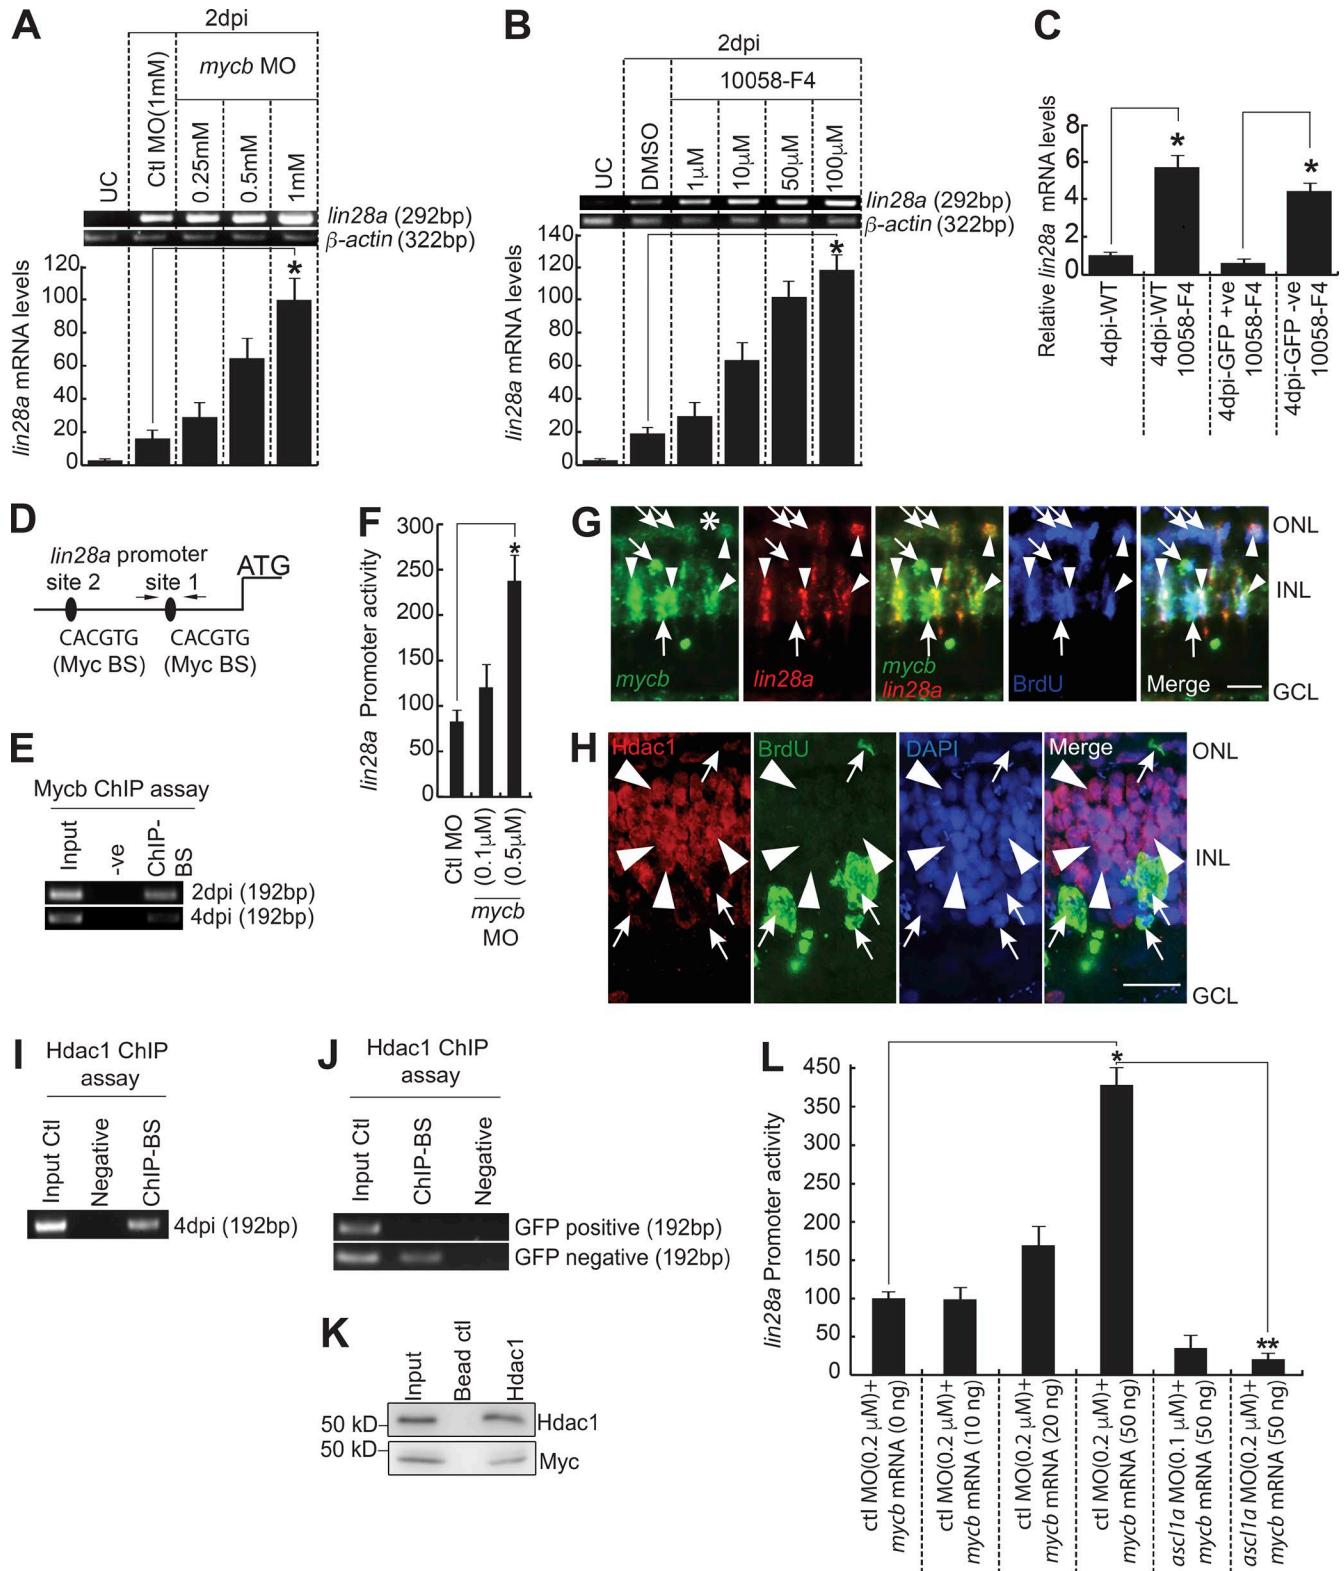 A
2dpi
mycb MO
UC
Ctl MO(1mM)
0.25mM
0.5mM
1mM
lin28a (292bp)
β-actin (322bp)
lin28a mRNA levels
120
100
80
60
40
20
0
*
B
2dpi
10058-F4
UC
DMSO
1µM
10µM
50µM
100µM
lin28a (292bp)
β-actin (322bp)
lin28a mRNA levels
140
120
100
80
60
40
20
0
*
C
Relative lin28a mRNA levels
8
6
4
2
0
*
*
4dpi-WT
4dpi-WT
10058-F4
4dpi-GFP +ve
10058-F4
4dpi-GFP -ve
10058-F4
D
lin28a promoter
site 2
site 1
ATG
CACGTG
(Myc BS)
CACGTG
(Myc BS)
E
Mycb ChIP assay
Input
-ve
ChIP-
BS
2dpi (192bp)
4dpi (192bp)
F
lin28a Promoter activity
300
250
200
150
100
50
0
*
Ctl MO
(0.1µM)
(0.5µM)
mycb
MO
G
*
mycb
lin28a
mycb
lin28a
BrdU
Merge
ONL
INL
GCL
H
Hdac1
BrdU
DAPI
Merge
ONL
INL
GCL
I
Hdac1 ChIP
assay
Input Ctl
Negative
ChIP-BS
4dpi (192bp)
J
Hdac1 ChIP
assay
Input Ctl
ChIP-BS
Negative
GFP positive (192bp)
GFP negative (192bp)
K
Input
Bead ctl
Hdac1
50 kD
Hdac1
50 kD
Myc
L
lin28a Promoter activity
450
350
300
250
200
150
100
50
0
*
**
ctl MO(0.2 µM)+
mycb mRNA (0 ng)
ctl MO(0.2 µM)+
mycb mRNA (10 ng)
ctl MO(0.2 µM)+
mycb mRNA (20 ng)
ctl MO(0.2 µM)+
mycb mRNA (50 ng)
ascl1a MO(0.1 µM)+
mycb mRNA (50 ng)
ascl1a MO(0.2 µM)+
mycb mRNA (50 ng)